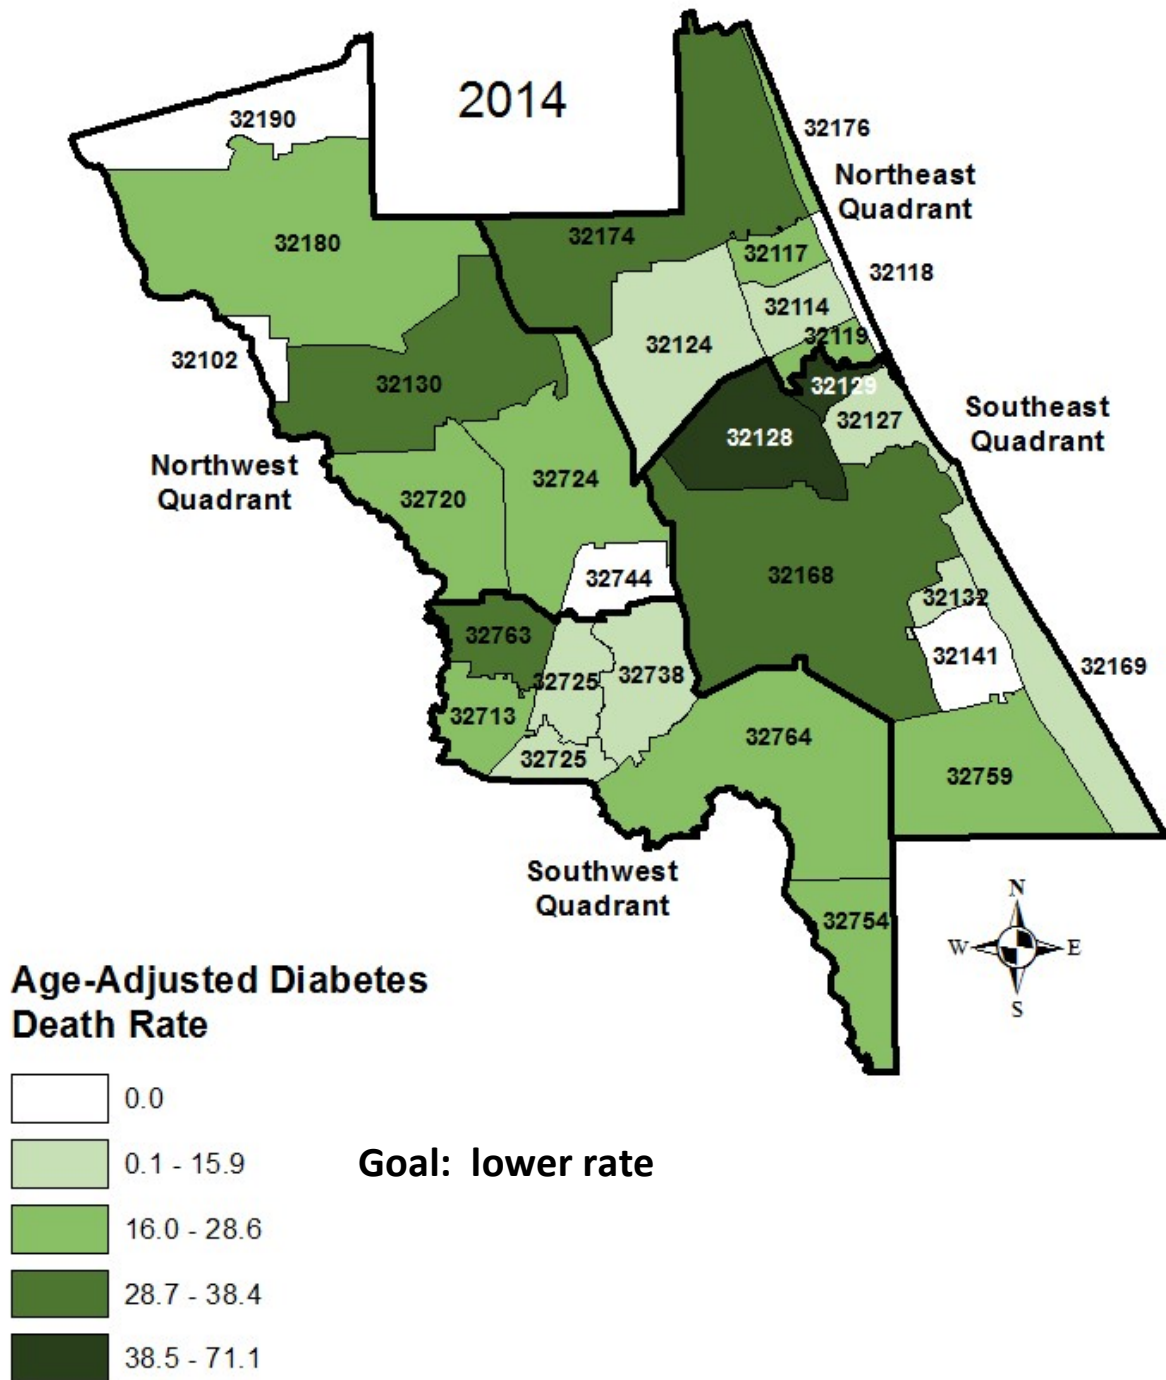 2014
32190
32176
Northeast
Quadrant
32180
32174
32117
32118
32114
32119
32102
32124
32130
32129
32127
32128
Southeast
Quadrant
Northwest
Quadrant
32724
32720
32744
32168
32132
32763
32141
32169
32725
32738
32713
32764
32725
32759
Southwest
Quadrant
32754
N
W
E
S
Age-Adjusted Diabetes
Death Rate
0.0
0.1 - 15.9
Goal: lower rate
16.0 - 28.6
28.7 - 38.4
38.5 - 71.1